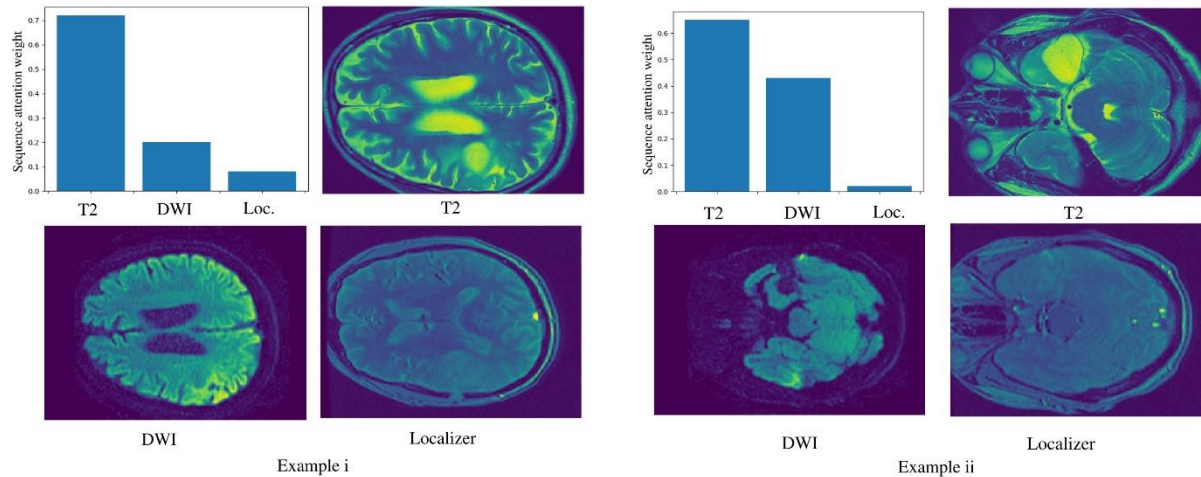 Sequence attention weight
0.7
0.6
0.5
0.4
0.3
0.2
0.1
0.0
T2 DWI Loc.
T2
DWI
Localizer
Example i
Sequence attention weight
0.6
0.5
0.4
0.3
0.2
0.1
0.0
T2 DWI Loc.
T2
DWI
Localizer
Example ii